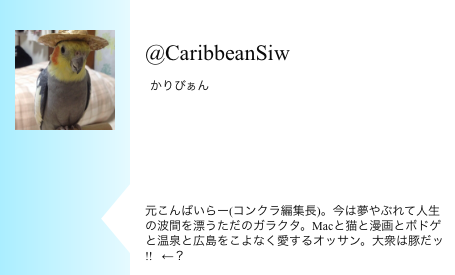 @CaribbeanSiw
かりびぁん
元こんぱいらー(コンクラ編集長)。今は夢やぶれて人生
の波間を漂うただのガラクタ。Macと猫と漫画とボドゲ
と温泉と広島をこよなく愛するオッサン。大衆は豚だッ
!! ←？